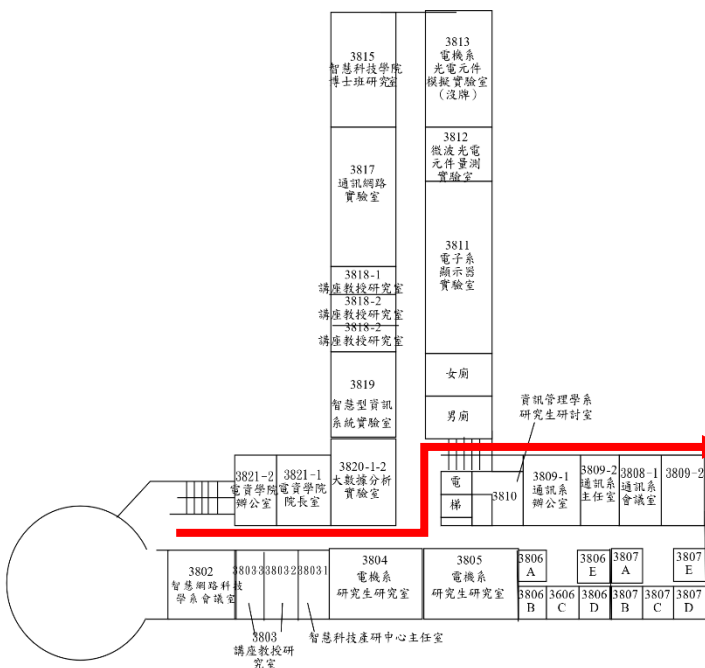 3815
智慧科技學院
博士班研究室
3813
電機系
光電元件
模擬實驗室
（沒牌）
3812
微波光電
元件量測
實驗室
3817
通訊網路
實驗室
3811
電子系
顯示器
實驗室
3818-1
講座教授研究室
3818-2
講座教授研究室
3818-2
講座教授研究室
3819
智慧型資訊
系統實驗室
女廁
男廁
資訊管理學系
研究生研討室
3821-2
電資學院
辦公室
3821-1
電資學院
院長室
3820-1-2
大數據分析
實驗室
電
梯
3810
3809-1
通訊系
辦公室
3809-2
通訊系
主任室
3808-1
通訊系
會議室
3809-2
3802
智慧網路科技
學系會議室
38033
38032
38031
3804
電機系
研究生研究室
3805
電機系
研究生研究室
3806
A
3806
E
3807
A
3807
E
3806
B
3606
C
3806
D
3807
B
3807
C
3807
D
3803
講座教授研
究室
智慧科技產研中心主任室